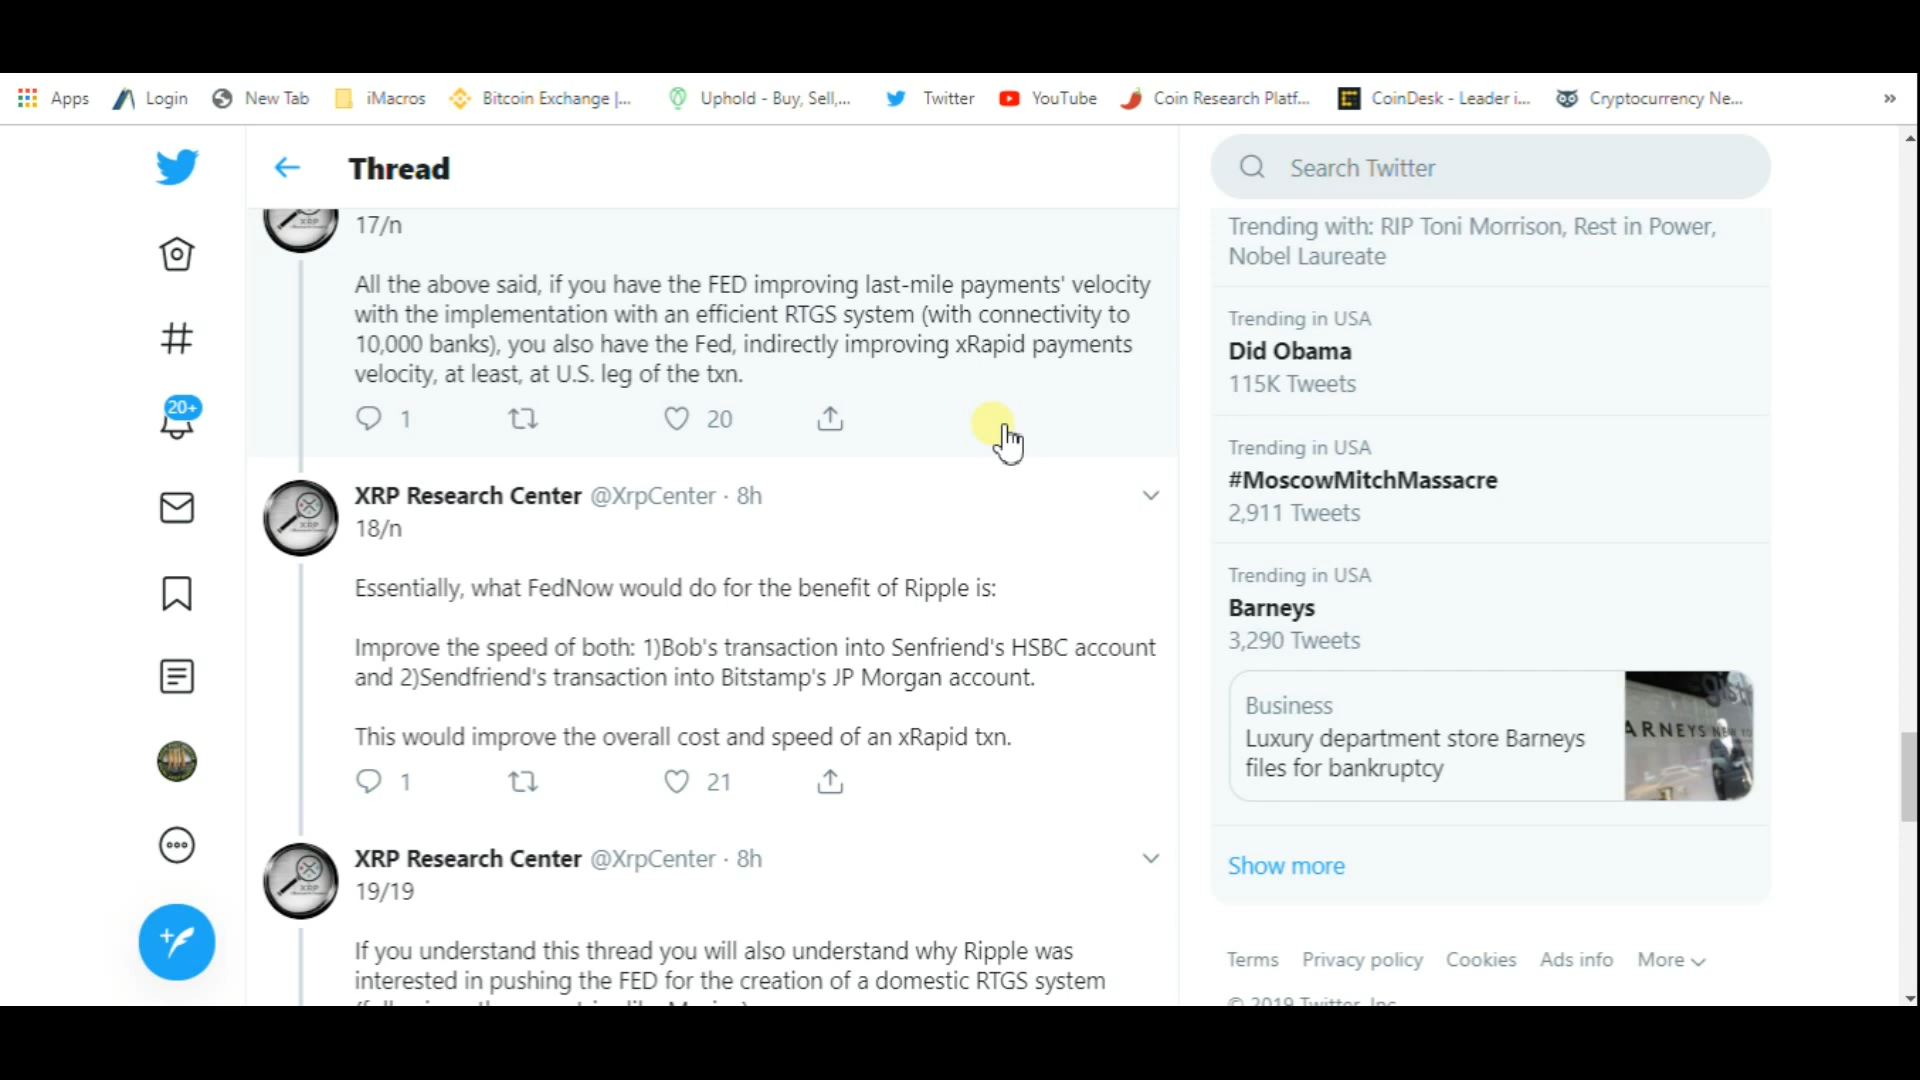 Apps
Login
New Tab
iMacros
Bitcoin Exchange |...
Uphold - Buy, Sell,...
Twitter
YouTube
Coin Research Platf...
CoinDesk - Leader i...
Cryptocurrency Ne...
»
Thread
Search Twitter
20+
17/n
All the above said, if you have the FED improving last-mile payments' velocity
with the implementation with an efficient RTGS system (with connectivity to
10,000 banks), you also have the Fed, indirectly improving xRapid payments
velocity, at least, at U.S. leg of the txn.
1
20
XRP Research Center @XrpCenter · 8h
18/n
Essentially, what FedNow would do for the benefit of Ripple is:
Improve the speed of both: 1)Bob's transaction into Senfriend's HSBC account
and 2)Sendfriend's transaction into Bitstamp's JP Morgan account.
This would improve the overall cost and speed of an xRapid txn.
1
21
XRP Research Center @XrpCenter · 8h
19/19
If you understand this thread you will also understand why Ripple was
interested in pushing the FED for the creation of a domestic RTGS system
Trending with: RIP Toni Morrison, Rest in Power,
Nobel Laureate
Trending in USA
Did Obama
115K Tweets
Trending in USA
#MoscowMitchMassacre
2,911 Tweets
Trending in USA
Barneys
3,290 Tweets
Business
Luxury department store Barneys
files for bankruptcy
ARNEYS
Show more
Terms
Privacy policy
Cookies
Ads info
More
© 2019 Twitter, Inc.